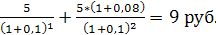 5/(1+0,1)¹ + 5*(1+0,08)/(1+0,1)² = 9 руб.